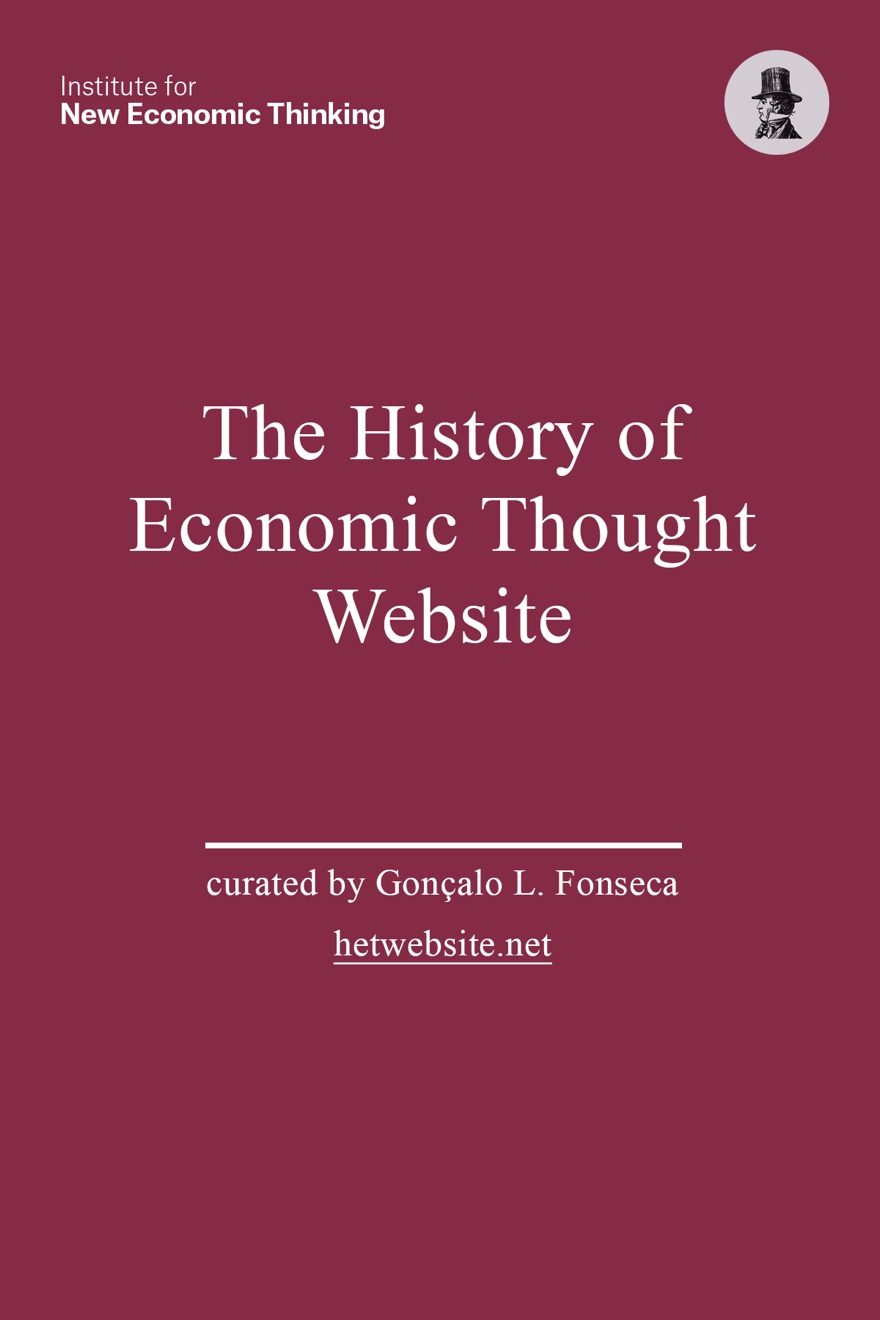 Institute for
New Economic Thinking
The History of
Economic Thought
Website
curated by Gonçalo L. Fonseca
hetwebsite.net